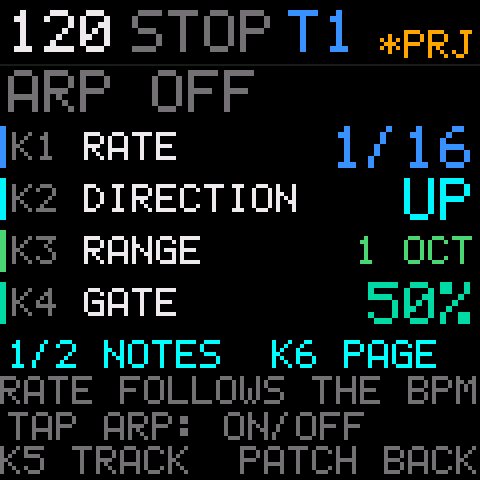 120 STOP T1 *PRJ
ARP OFF
K1 RATE 1/16
K2 DIRECTION UP
K3 RANGE 1 OCT
K4 GATE 50%
1/2 NOTES K6 PAGE
RATE FOLLOWS THE BPM
TAP ARP: ON/OFF
K5 TRACK PATCH BACK